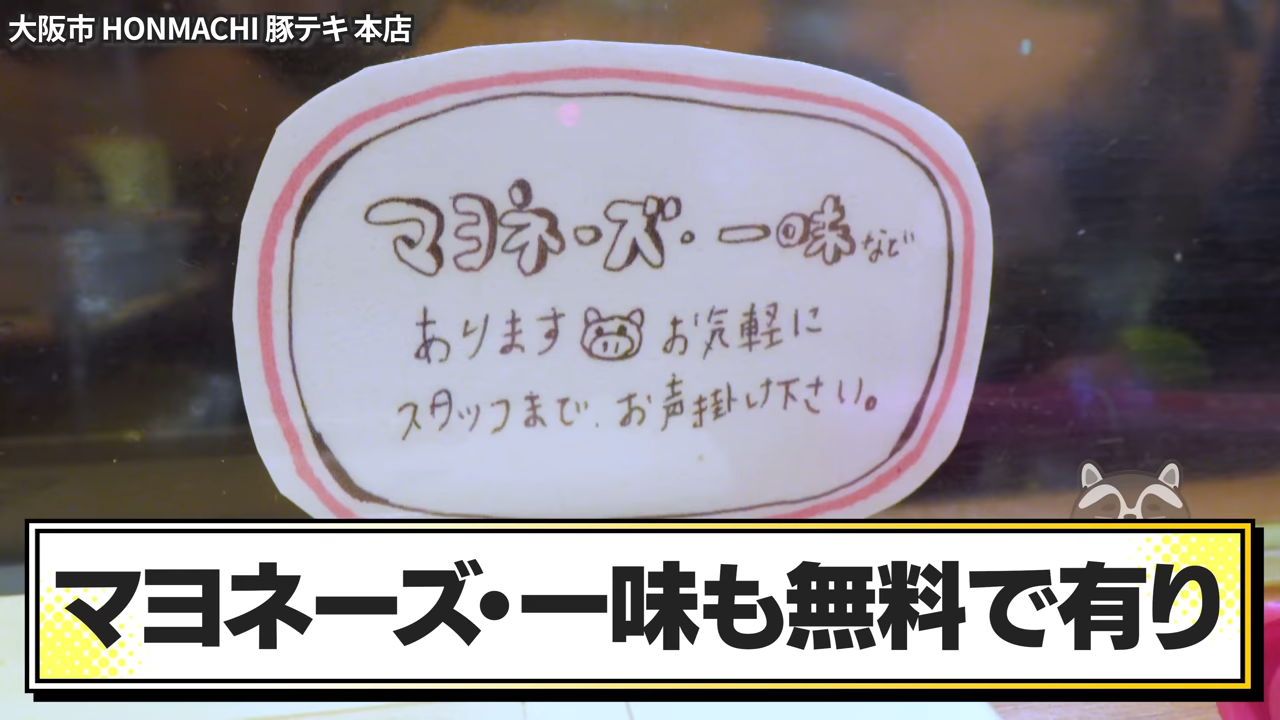 大阪市 HONMACHI 豚テキ 本店
マヨネーズ・一味など
あります お気軽に
スタッフまで、お声掛け下さい。
マヨネーズ・一味も無料で有り